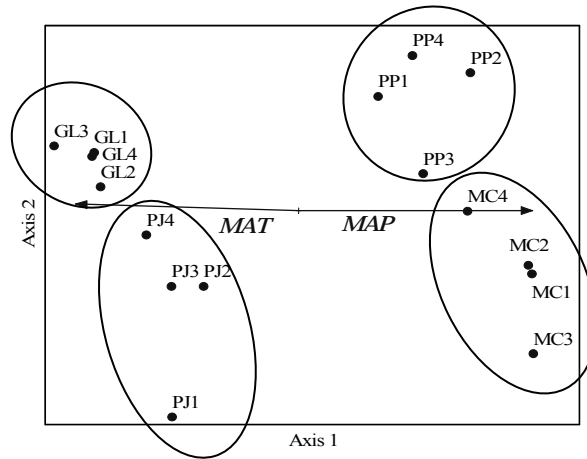 PP4
PP2
PP1
GL3
GL1
GL4
GL2
PP3
MC4
Axis 2
PJ4
MAT
MAP
MC2
PJ3
PJ2
MC1
MC3
PJ1
Axis 1